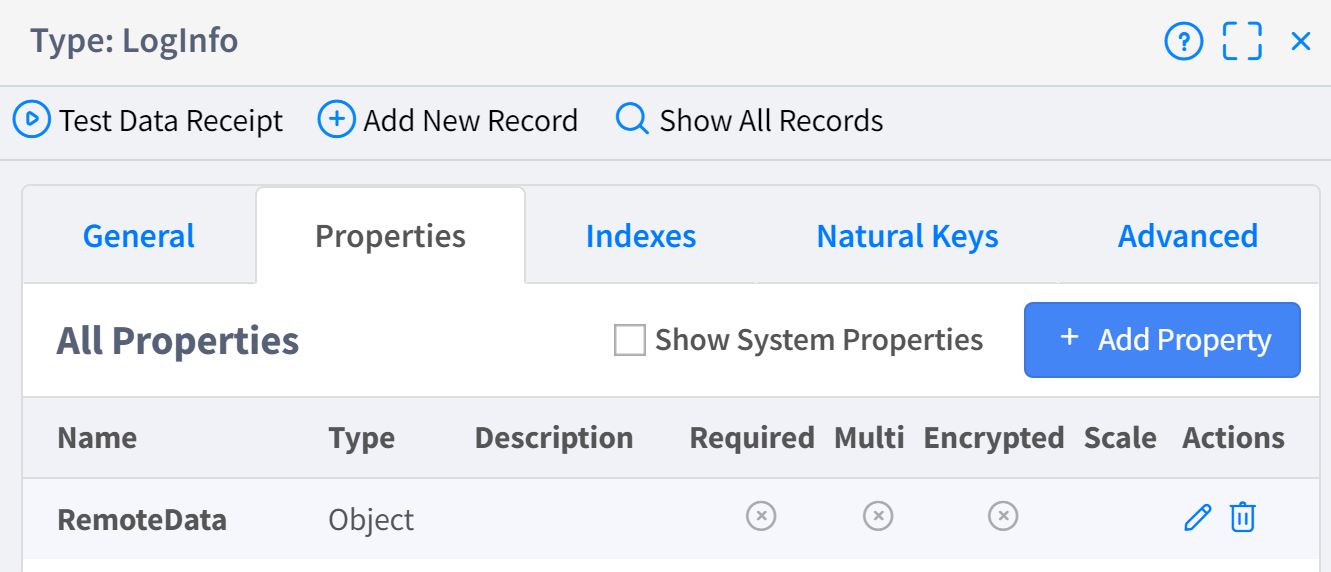 Type: LogInfo
Test Data Receipt Add New Record Show All Records
General Properties Indexes Natural Keys Advanced
All Properties Show System Properties + Add Property
Name Type Description Required Multi Encrypted Scale Actions
RemoteData Object